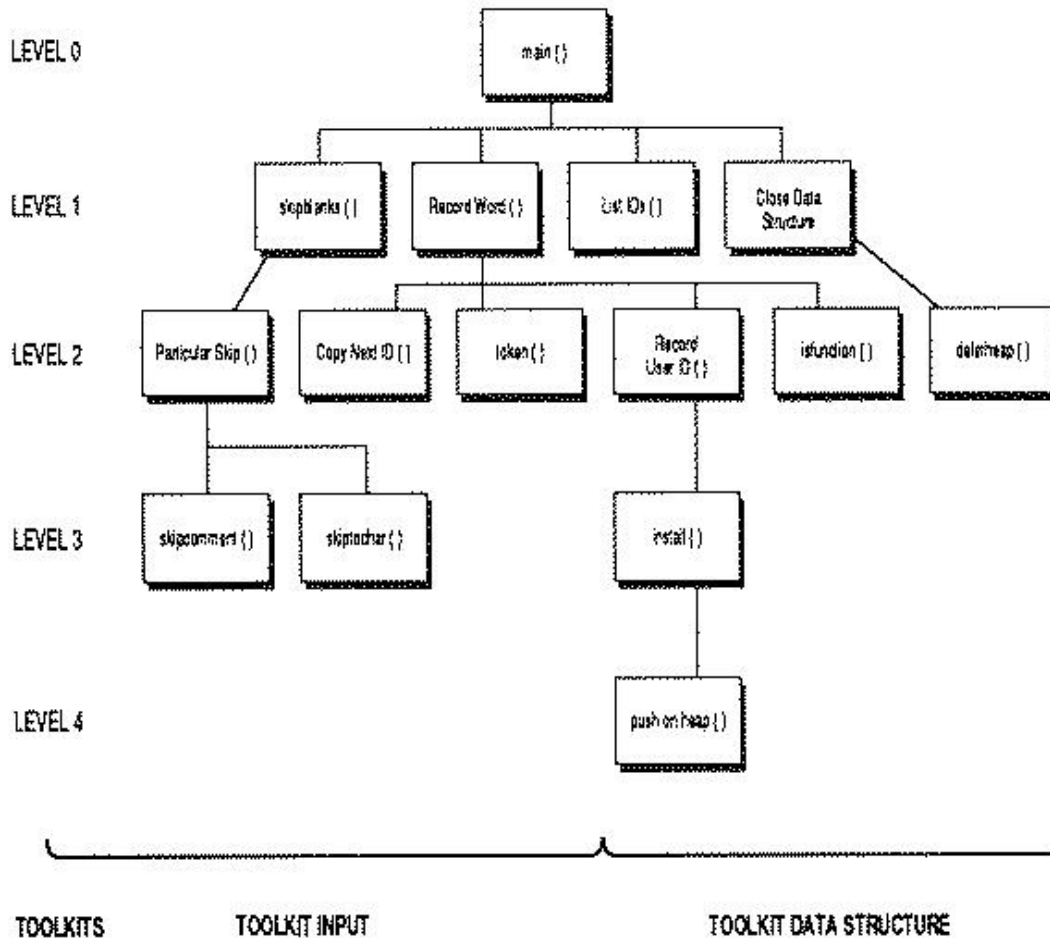 LEVEL 0
main ( )
LEVEL 1
Record Word ( )
List IDs ( )
Close Data
Structure
LEVEL 2
Particular Skip ( )
Copy Next ID ( )
token ( )
Record
User ID ( )
isfunction ( )
LEVEL 3
skipcomment ( )
skiptochar ( )
install ( )
LEVEL 4
push on heap ( )
TOOLKITS
TOOLKIT INPUT
TOOLKIT DATA STRUCTURE